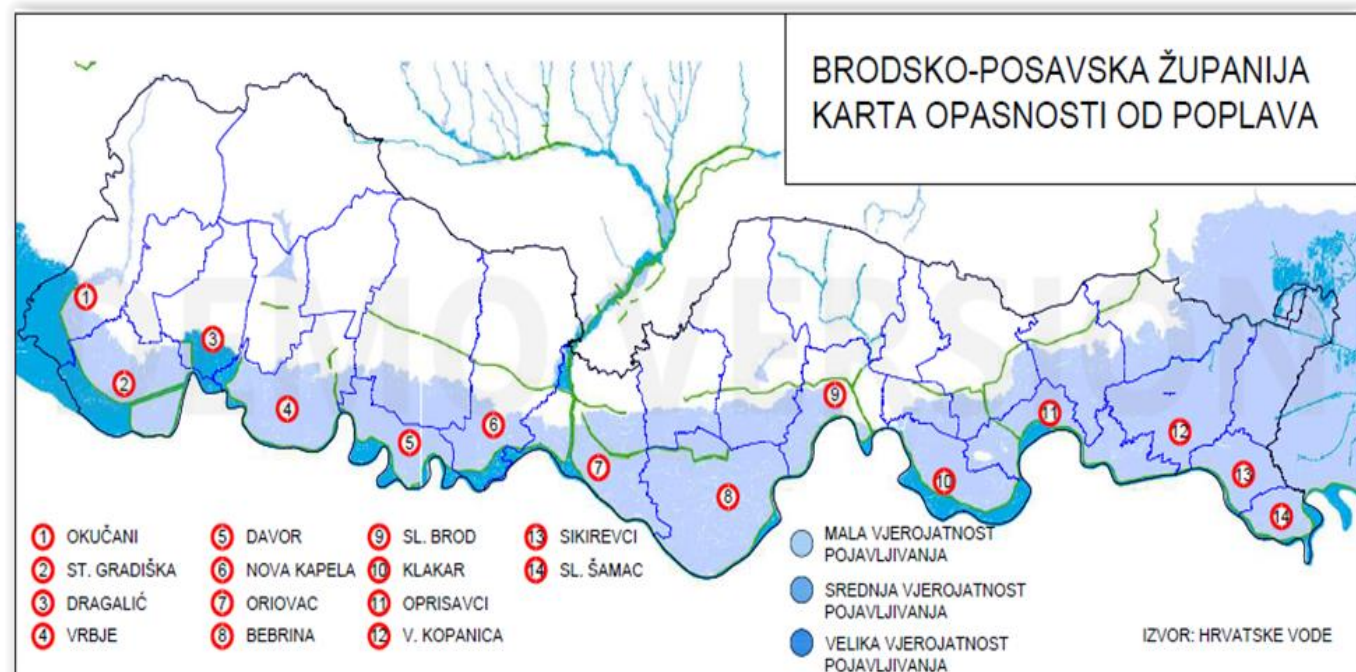 BRODSKO-POSAVSKA ŽUPANIJA
KARTA OPASNOSTI OD POPLAVA
DEMO VERSION
1
2
3
4
5
6
7
8
9
10
11
12
13
14
1 OKUČANI
2 ST. GRADIŠKA
3 DRAGALIĆ
4 VRBJE
5 DAVOR
6 NOVA KAPELA
7 ORIOVAC
8 BEBRINA
9 SL. BROD
10 KLAKAR
11 OPRISAVCI
12 V. KOPANICA
13 SIKIREVCI
14 SL. ŠAMAC
MALA VJEROJATNOST
POJAVLJIVANJA
SREDNJA VJEROJATNOST
POJAVLJIVANJA
VELIKA VJEROJATNOST
POJAVLJIVANJA
IZVOR: HRVATSKE VODE